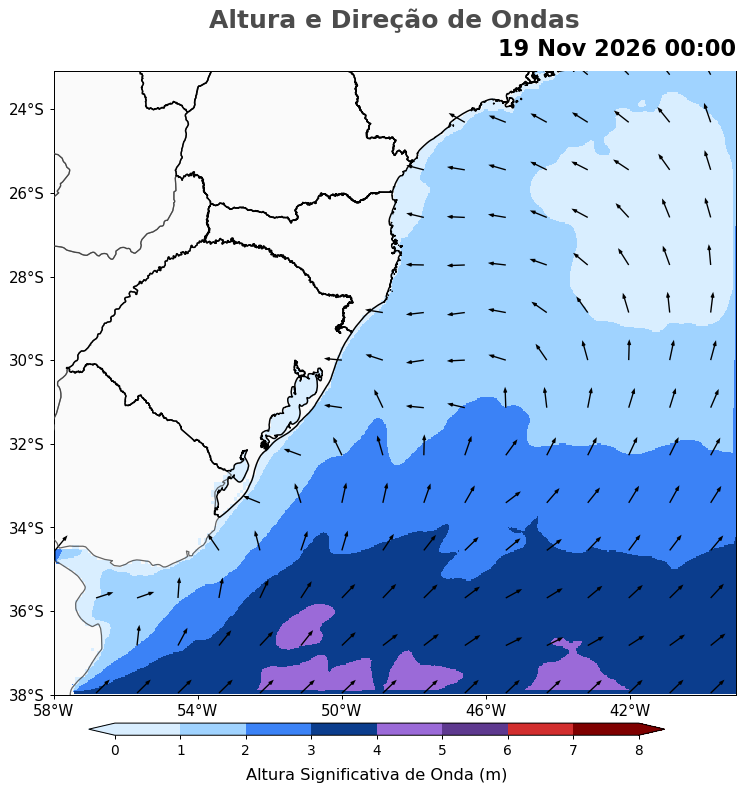 Altura e Direção de Ondas
19 Nov 2026 00:00
24°S
26°S
28°S
30°S
32°S
34°S
36°S
38°S
58°W 54°W 50°W 46°W 42°W
0 1 2 3 4 5 6 7 8
Altura Significativa de Onda (m)